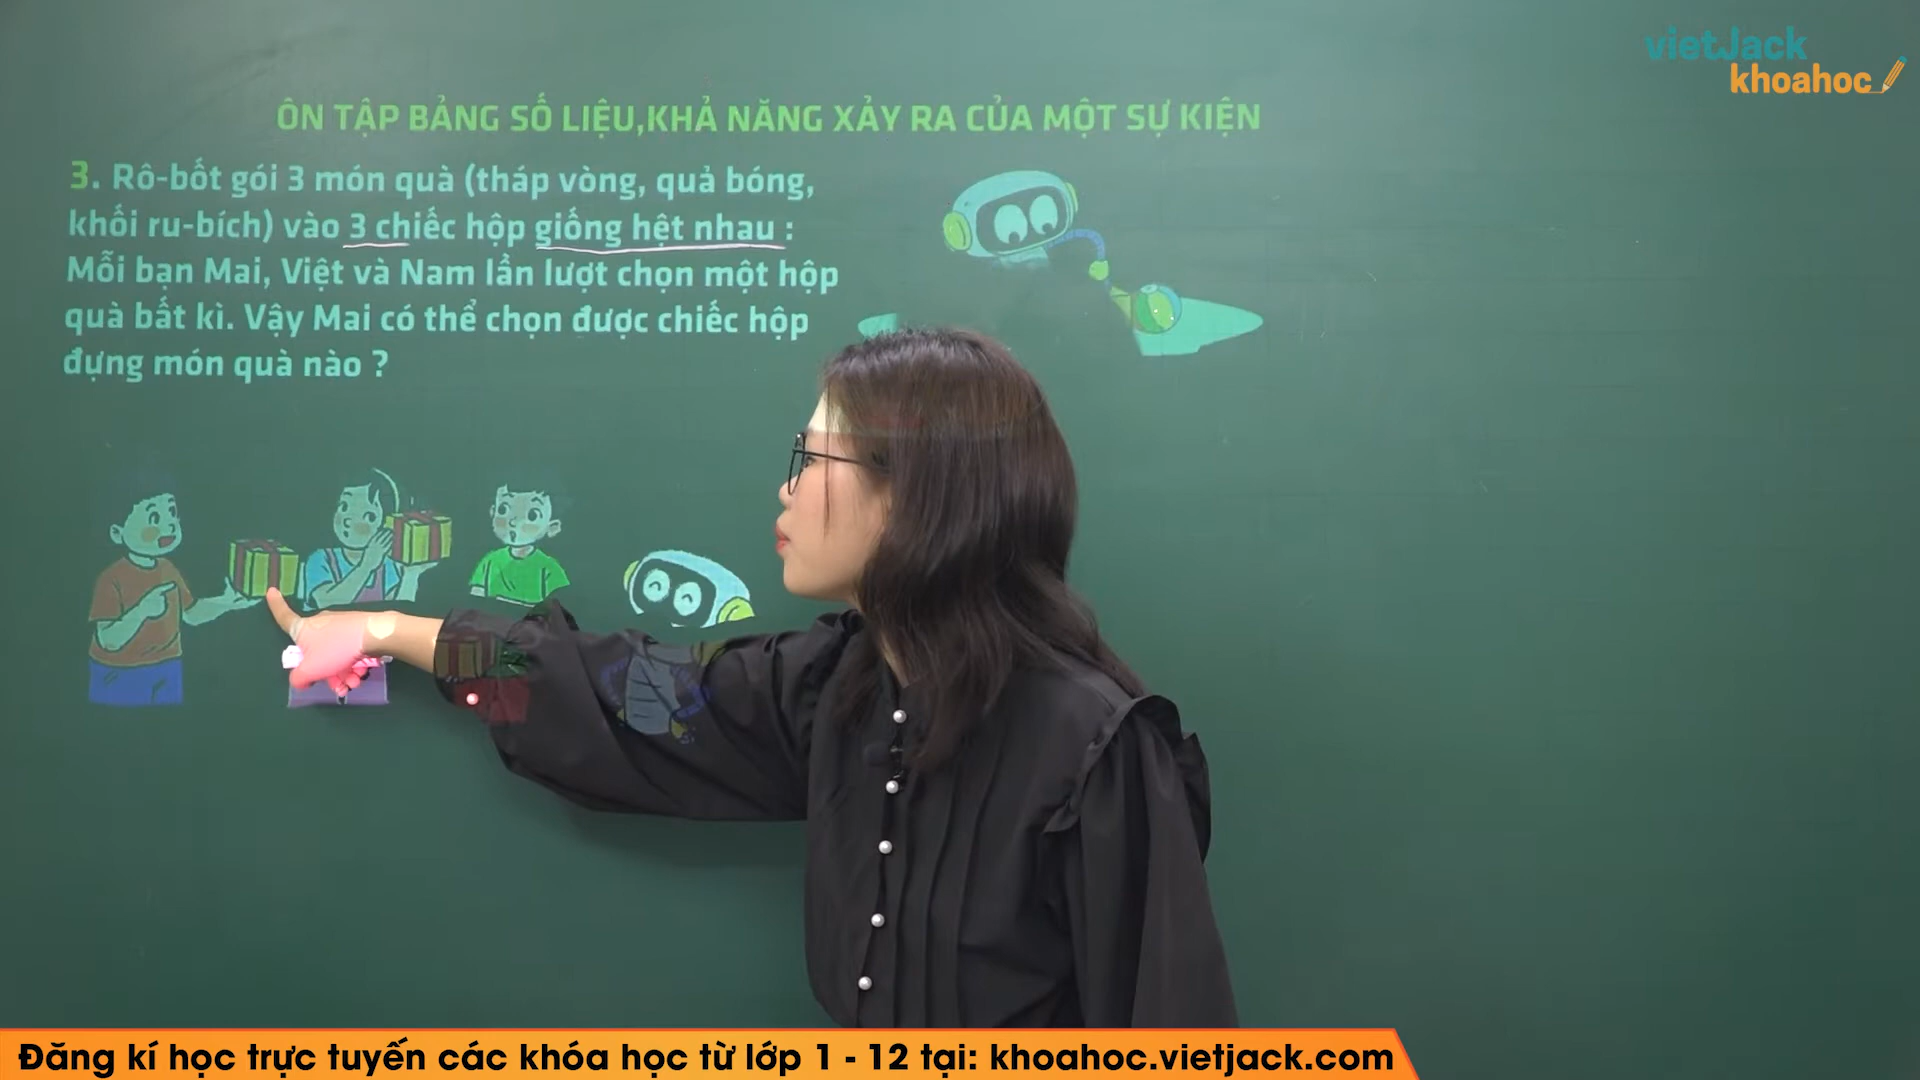 vietJack
khoahoc
ÔN TẬP BẢNG SỐ LIỆU,KHẢ NĂNG XẢY RA CỦA MỘT SỰ KIỆN
3. Rô-bốt gói 3 món quà (tháp vòng, quả bóng,
khối ru-bích) vào 3 chiếc hộp giống hệt nhau :
Mỗi bạn Mai, Việt và Nam lần lượt chọn một hộp
quà bất kì. Vậy Mai có thể chọn được chiếc hộp
đựng món quà nào ?
Đăng kí học trực tuyến các khóa học từ lớp 1 - 12 tại: khoahoc.vietjack.com